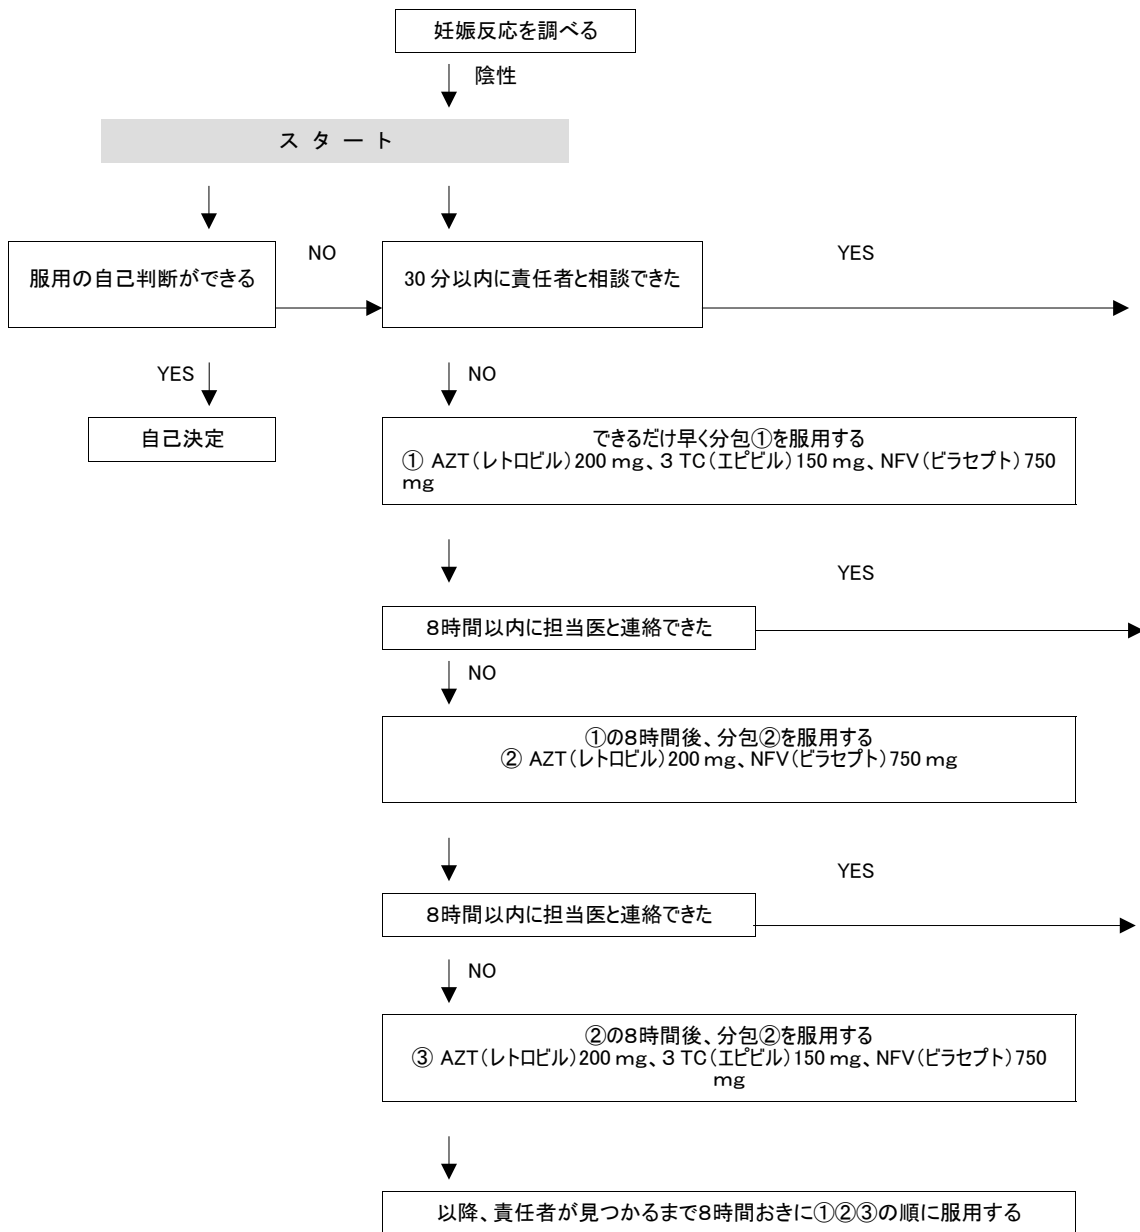 妊娠反応を調べる
陰性
ス タ ー ト
服用の自己判断ができる
NO
30 分以内に責任者と相談できた
YES
YES
NO
自己決定
できるだけ早く分包①を服用する
① AZT(レトロビル)200 mg、3 TC(エピビル)150 mg、NFV(ビラセプト)750
mg
YES
8時間以内に担当医と連絡できた
NO
①の8時間後、分包②を服用する
② AZT(レトロビル)200 mg、NFV(ビラセプト)750 mg
YES
8時間以内に担当医と連絡できた
NO
②の8時間後、分包②を服用する
③ AZT(レトロビル)200 mg、3 TC(エピビル)150 mg、NFV(ビラセプト)750
mg
以降、責任者が見つかるまで8時間おきに①②③の順に服用する